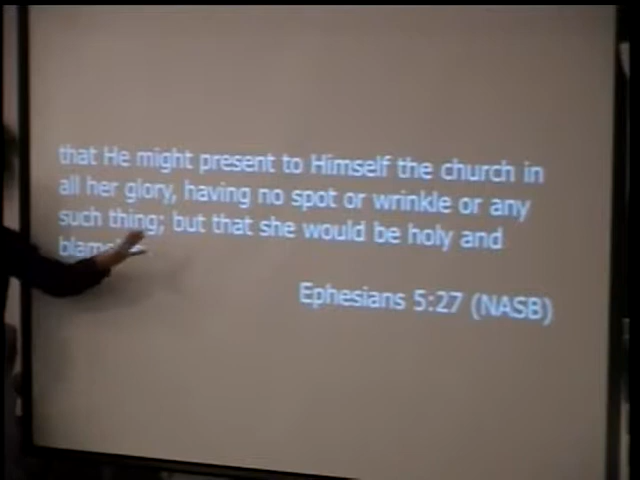 that He might present to Himself the church in
all her glory, having no spot or wrinkle or any
such thing; but that she would be holy and
Ephesians 5:27 (NASB)